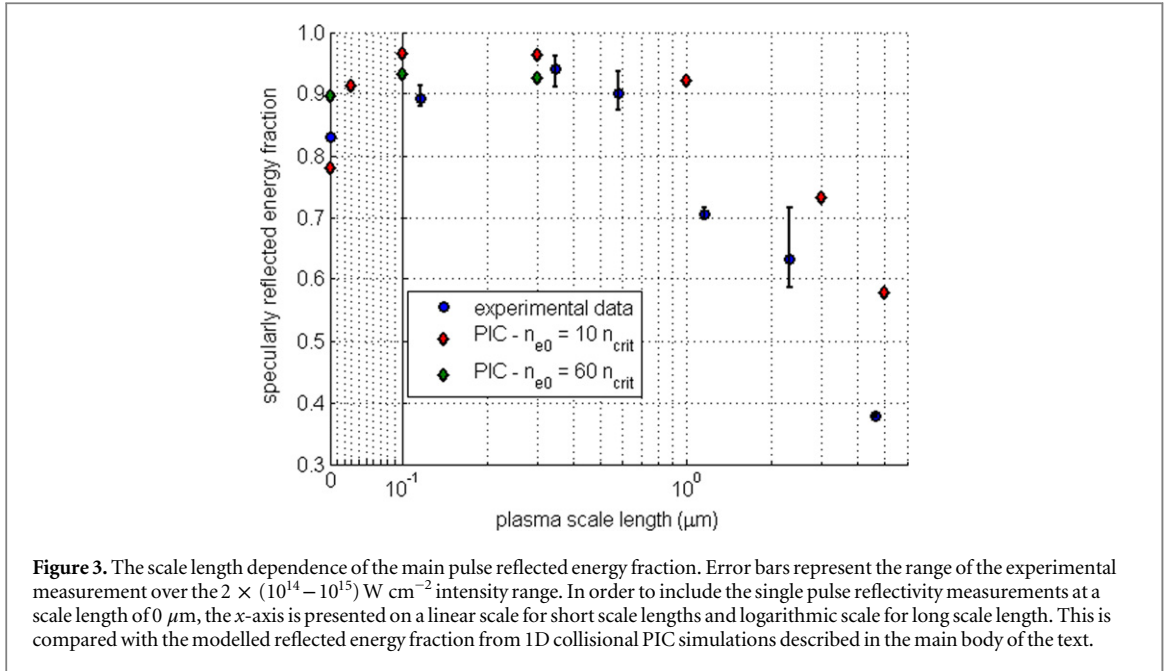 1.0
0.9
0.8
0.7
0.6
0.5
0.4
0.3
specularly reflected energy fraction
experimental data
PIC - n_e0 = 10 n_crit
PIC - n_e0 = 60 n_crit
0 10^-1 10^0
plasma scale length (μm)
Figure 3. The scale length dependence of the main pulse reflected energy fraction. Error bars represent the range of the experimental
measurement over the 2 × (10^14–10^15) W cm^−2 intensity range. In order to include the single pulse reflectivity measurements at a
scale length of 0 μm, the x-axis is presented on a linear scale for short scale lengths and logarithmic scale for long scale length. This is
compared with the modelled reflected energy fraction from 1D collisional PIC simulations described in the main body of the text.